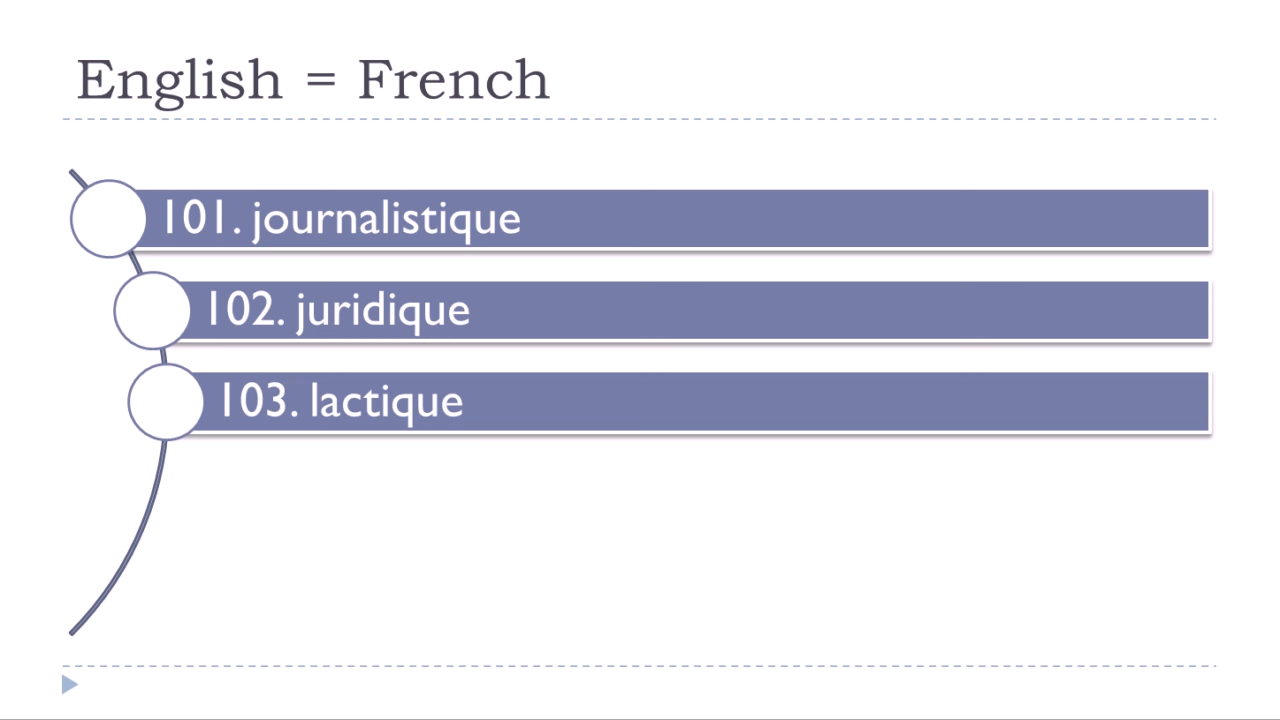 English = French
101. journalistique
102. juridique
103. lactique